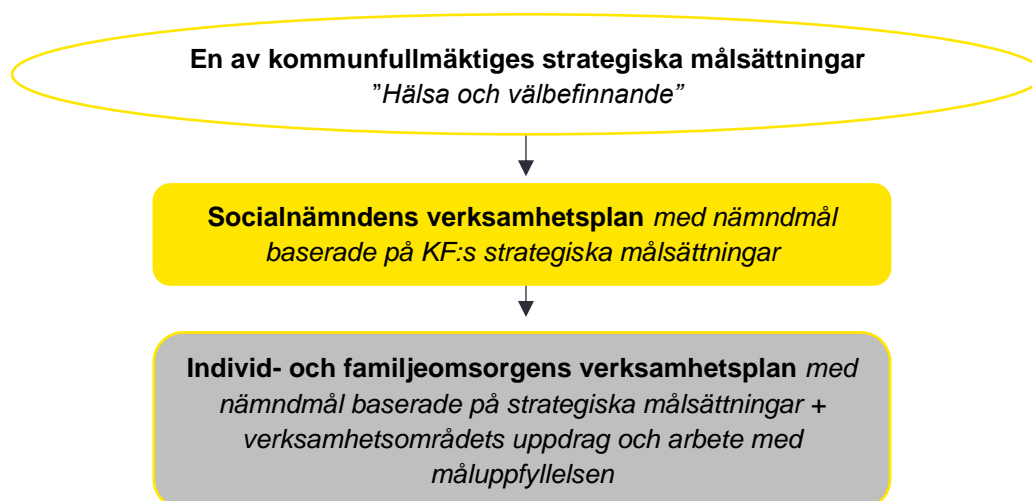 En av kommunfullmäktiges strategiska målsättningar
”Hälsa och välbefinnande”
Socialnämndens verksamhetsplan med nämndmål
baserade på KF:s strategiska målsättningar
Individ- och familjeomsorgens verksamhetsplan med
nämndmål baserade på strategiska målsättningar +
verksamhetsområdets uppdrag och arbete med
måluppfyllelsen